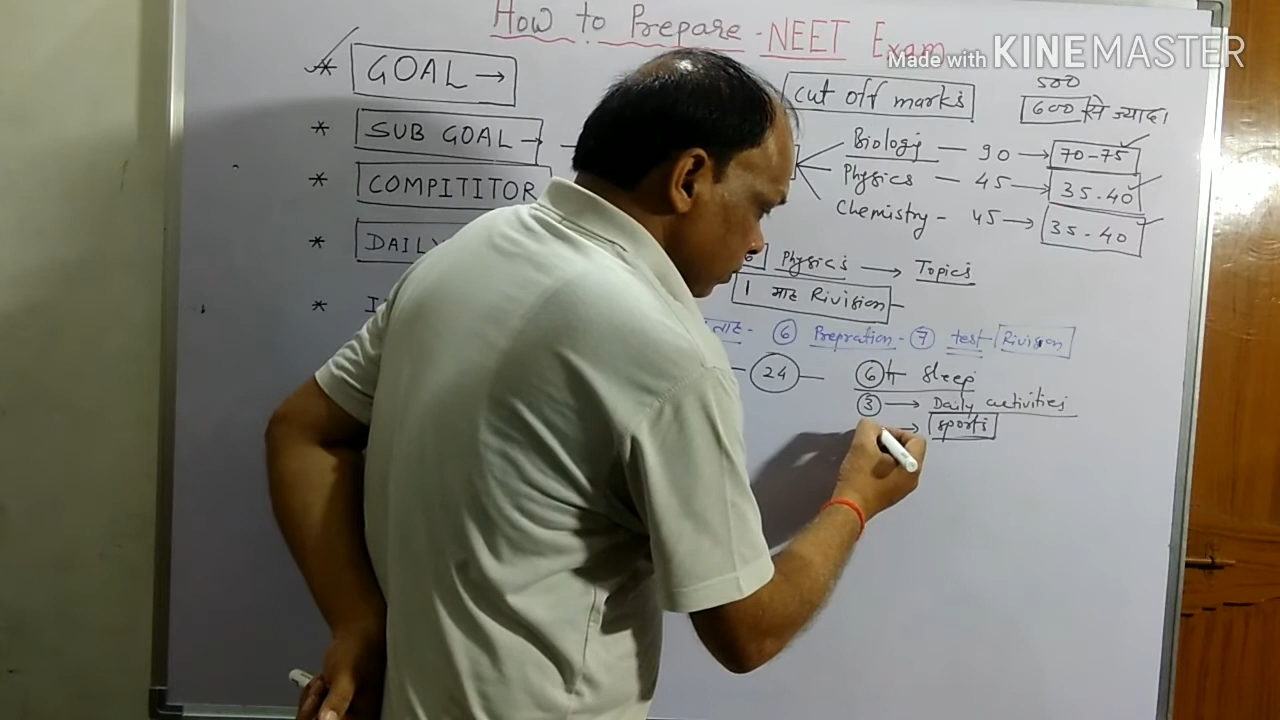 How to Prepare - NEET Exam
Made with KINEMASTER
* GOAL →
cut off marks
500
600 से ज्यादा
* SUB GOAL →
Biology — 90 → 70-75
* COMPITITOR
Physics — 45 → 35-40
Chemistry - 45 → 35-40
* DAILY
Physics → Topics
1 माह Rivision
*
6 Prepration - 7 test - Rivision
24
6 h sleep
3 → Daily activities
→ sports